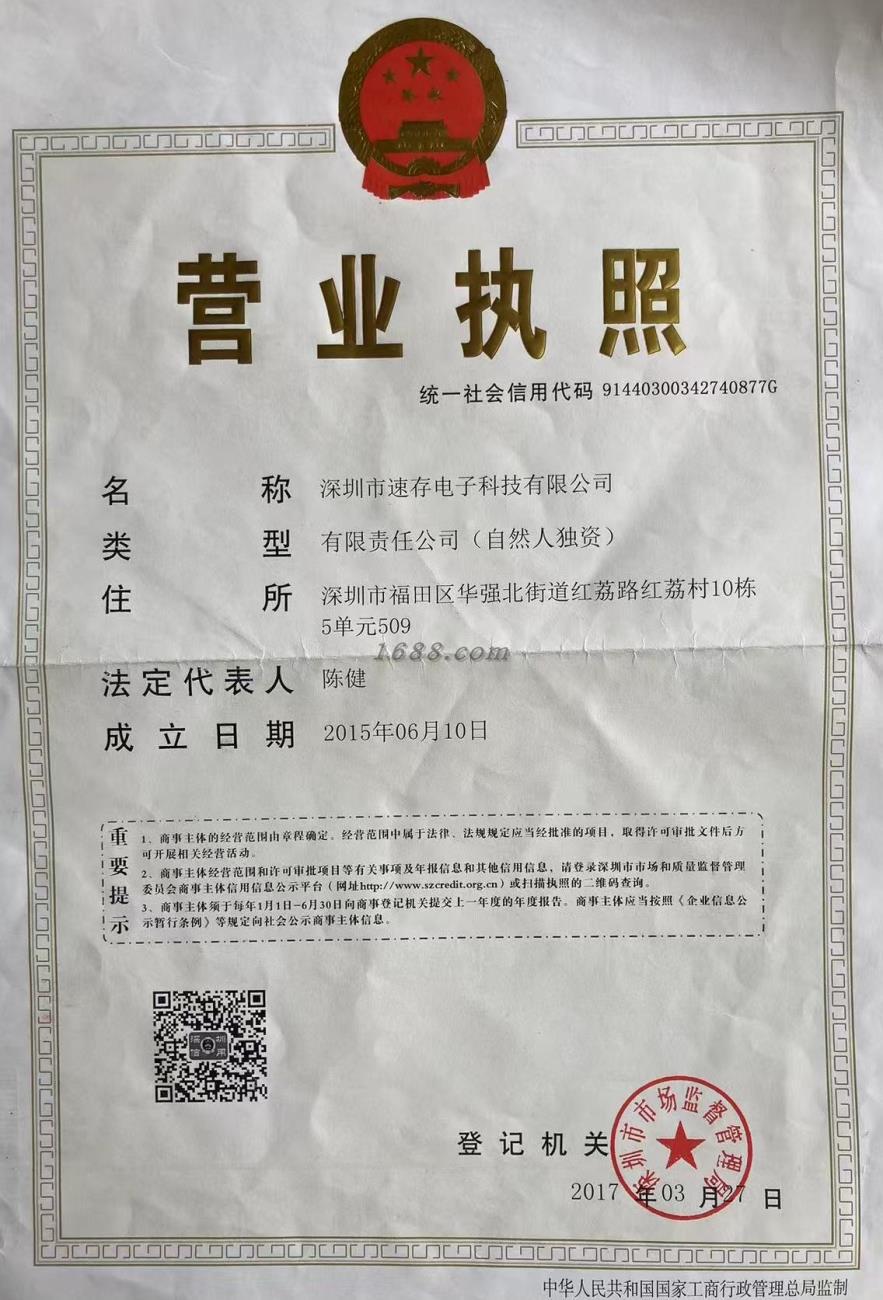 营业执照
统一社会信用代码 91440300342740877G
名称 深圳市速存电子科技有限公司
类型 有限责任公司（自然人独资）
住所 深圳市福田区华强北街道红荔路红荔村10栋
5单元509
1688.com
法定代表人 陈健
成立日期 2015年06月10日
重要提示
1、商事主体的经营范围由章程确定。经营范围中属于法律、法规规定应当经批准的项目，取得许可审批文件后方
可开展相关经营活动。
2、商事主体经营范围和许可审批项目等有关事项及年报信息和其他信用信息，请登录深圳市市场和质量监督管理
委员会商事主体信用信息公示平台（网址http://www.szcredit.org.cn）或扫描执照的二维码查询。
3、商事主体须于每年1月1日-6月30日向商事登记机关提交上一年度的年度报告。商事主体应当按照《企业信息公
示暂行条例》等规定向社会公示商事主体信息。
深圳
信用
登记机关
深圳市市场监督管理局
2017 年03 月27 日
中华人民共和国国家工商行政管理总局监制